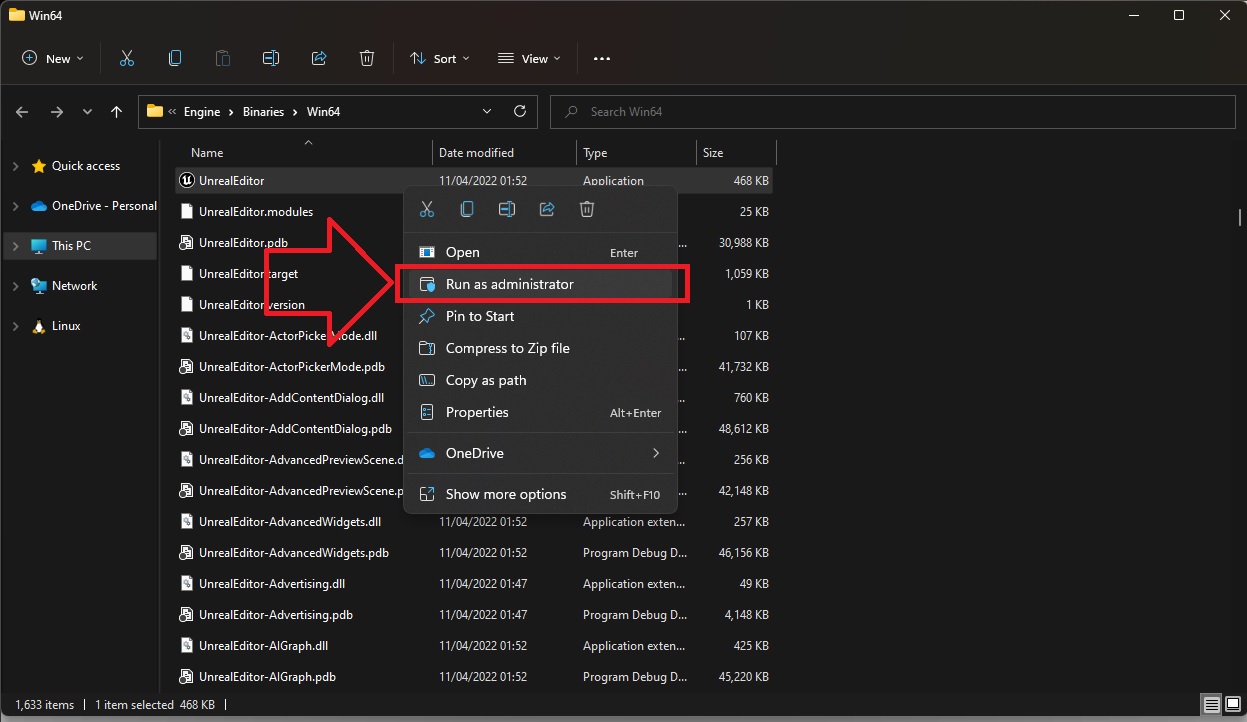 Win64
New Sort View
Engine Binaries Win64 Search Win64
Name Date modified Type Size
Quick access
OneDrive - Personal
This PC
Network
Linux
UnrealEditor 11/04/2022 01:52 Application 468 KB
UnrealEditor.modules 25 KB
UnrealEditor.pdb ... 30,988 KB
UnrealEditor.target 1,059 KB
UnrealEditor.version 1 KB
UnrealEditor-ActorPickerMode.dll ... 107 KB
UnrealEditor-ActorPickerMode.pdb ... 41,732 KB
UnrealEditor-AddContentDialog.dll ... 760 KB
UnrealEditor-AddContentDialog.pdb ... 48,612 KB
UnrealEditor-AdvancedPreviewScene.d ... 256 KB
UnrealEditor-AdvancedPreviewScene.p ... 42,148 KB
UnrealEditor-AdvancedWidgets.dll 11/04/2022 01:52 Application exten... 257 KB
UnrealEditor-AdvancedWidgets.pdb 11/04/2022 01:52 Program Debug D... 46,156 KB
UnrealEditor-Advertising.dll 11/04/2022 01:47 Application exten... 49 KB
UnrealEditor-Advertising.pdb 11/04/2022 01:47 Program Debug D... 4,148 KB
UnrealEditor-AIGraph.dll 11/04/2022 01:52 Application exten... 425 KB
UnrealEditor-AIGraph.pdb 11/04/2022 01:52 Program Debug D... 45,220 KB
Open Enter
Run as administrator
Pin to Start
Compress to Zip file
Copy as path
Properties Alt+Enter
OneDrive
Show more options Shift+F10
1,633 items 1 item selected 468 KB